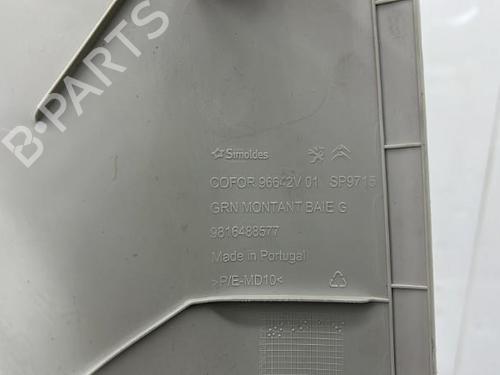 B-PARTS
Simoldes
COFOR 96642V 01 SP9715
GRN MONTANT BAIE G
9816488577
Made in Portugal
>P/E-MD10<